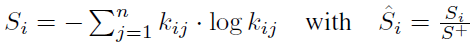 $S_i = -\sum_{j=1}^{n} k_{ij} \cdot \log k_{ij} \quad \text{with} \quad \hat{S}_i = \frac{S_i}{S^+}$